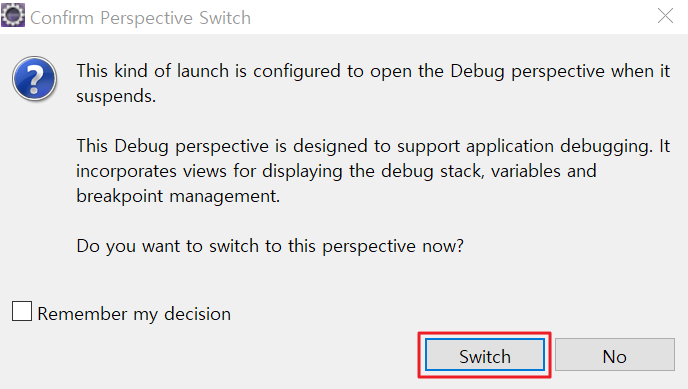 Confirm Perspective Switch
This kind of launch is configured to open the Debug perspective when it
suspends.
This Debug perspective is designed to support application debugging. It
incorporates views for displaying the debug stack, variables and
breakpoint management.
Do you want to switch to this perspective now?
Remember my decision
Switch
No